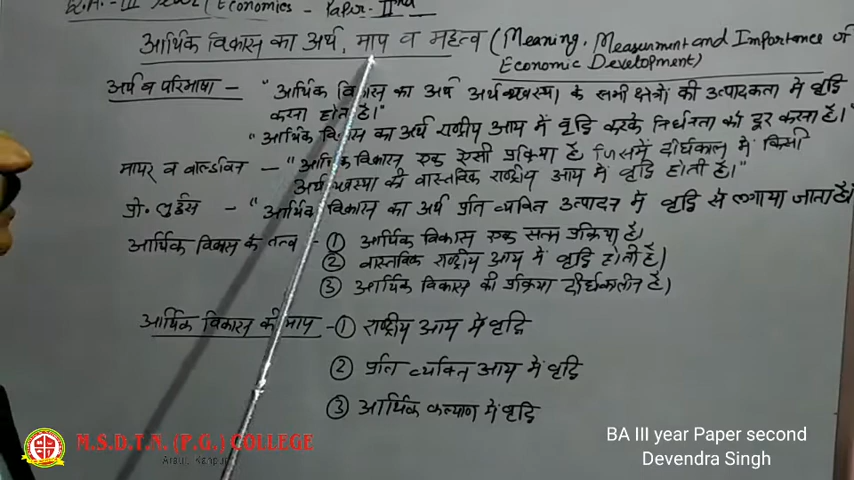 B.A. III Year / Economics - Paper - IInd
आर्थिक विकास का अर्थ, माप व महत्व (Meaning, Measurment and Importance of
Economic Development)
अर्थ व परिभाषा - "आर्थिक विकास का अर्थ अर्थव्यवस्था के सभी क्षेत्रों की उत्पादकता में वृद्धि
करना होता है।"
"आर्थिक विकास का अर्थ राष्ट्रीय आय में वृद्धि करके निर्धनता को दूर करना है।"
मायर व बाल्डविन - "आर्थिक विकास एक ऐसी प्रक्रिया है जिसमें दीर्घकाल में किसी
अर्थव्यवस्था की वास्तविक राष्ट्रीय आय में वृद्धि होती है।"
प्रो. लुईस - "आर्थिक विकास का अर्थ प्रति व्यक्ति उत्पादन में वृद्धि से लगाया जाता है।
आर्थिक विकास के तत्व - ① आर्थिक विकास एक सतत प्रक्रिया है।
② वास्तविक राष्ट्रीय आय में वृद्धि होती है।
③ आर्थिक विकास की प्रक्रिया दीर्घकालीन है।
आर्थिक विकास की माप - ① राष्ट्रीय आय में वृद्धि
② प्रति व्यक्ति आय में वृद्धि
③ आर्थिक कल्याण में वृद्धि
M.S.D.T.M. (P.G.) COLLEGE
BA III year Paper second
Devendra Singh